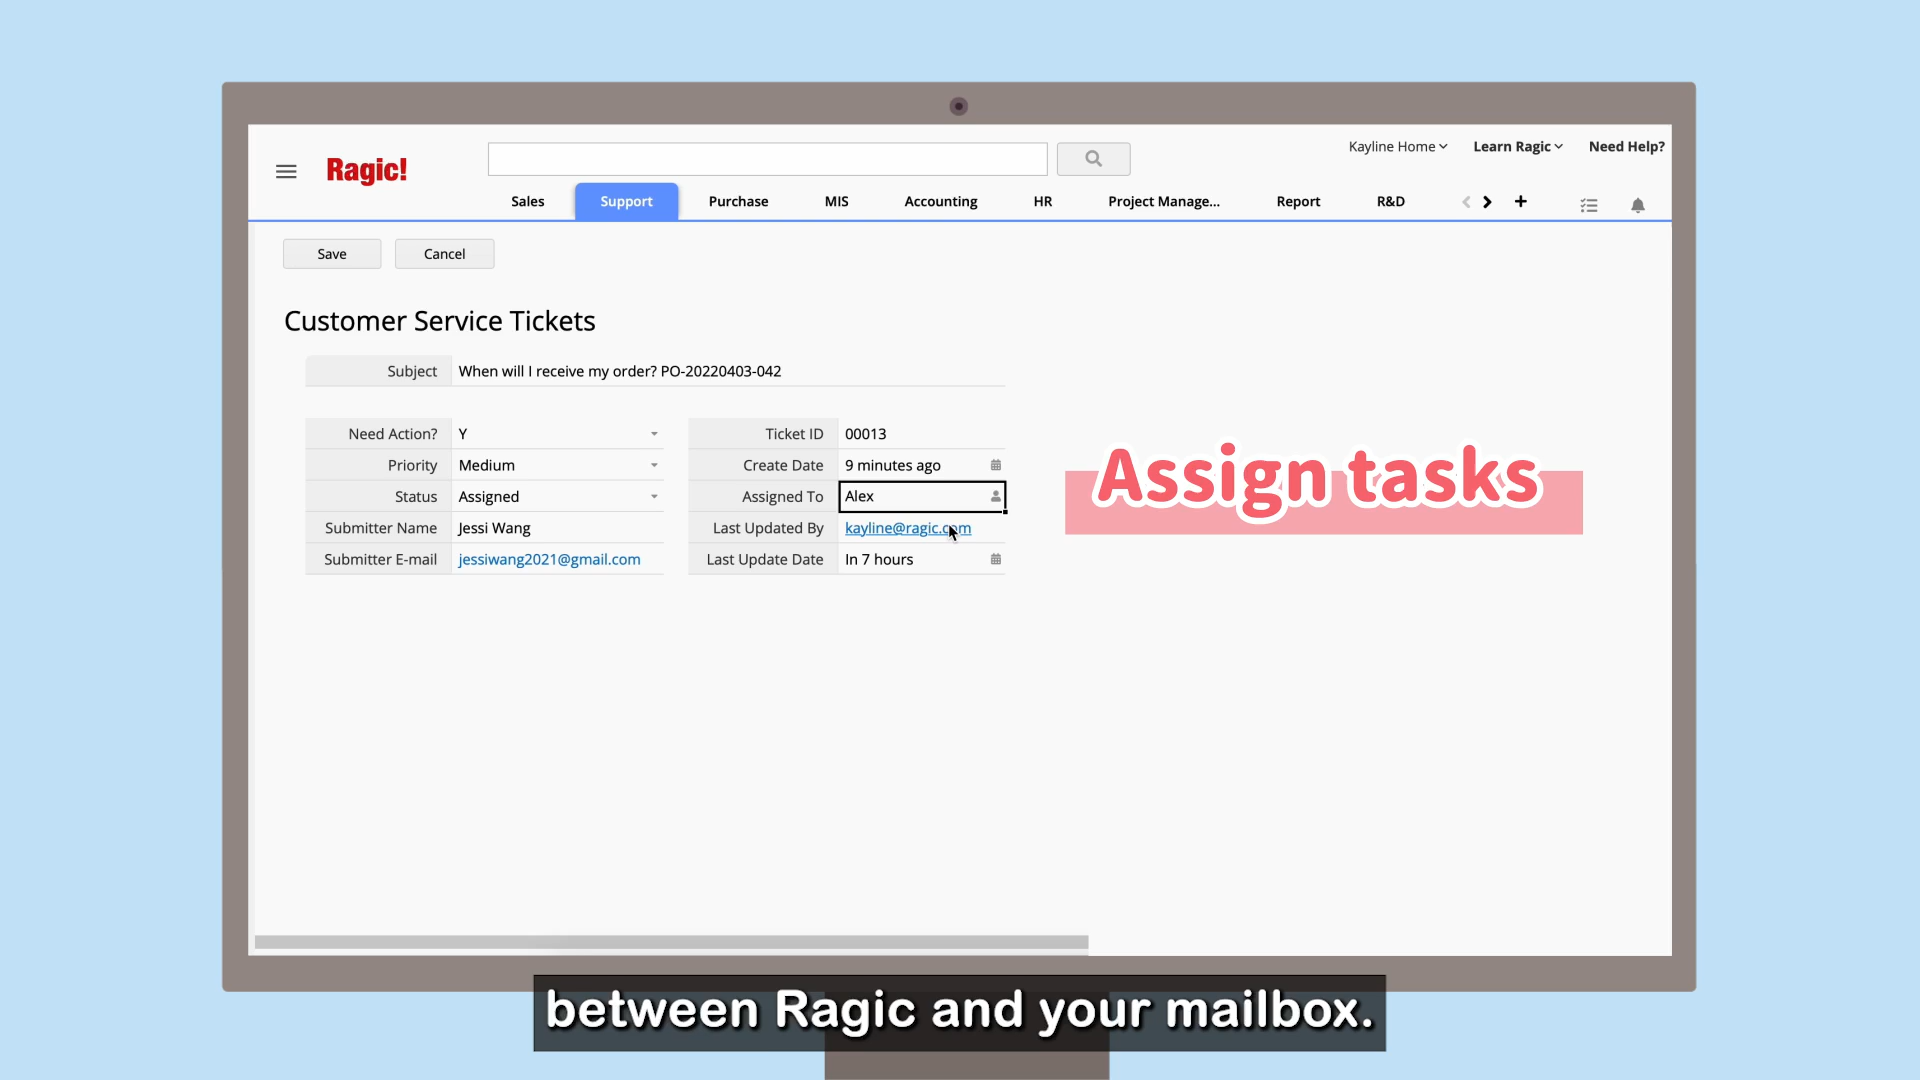 Ragic!
Kayline Home
Learn Ragic
Need Help?
Sales
Support
Purchase
MIS
Accounting
HR
Project Manage...
Report
R&D
Save
Cancel
Customer Service Tickets
Subject
When will I receive my order? PO-20220403-042
Need Action?
Y
Ticket ID
00013
Priority
Medium
Create Date
9 minutes ago
Status
Assigned
Assigned To
Alex
Submitter Name
Jessi Wang
Last Updated By
kayline@ragic.com
Submitter E-mail
jessiwang2021@gmail.com
Last Update Date
In 7 hours
Assign tasks
between Ragic and your mailbox.